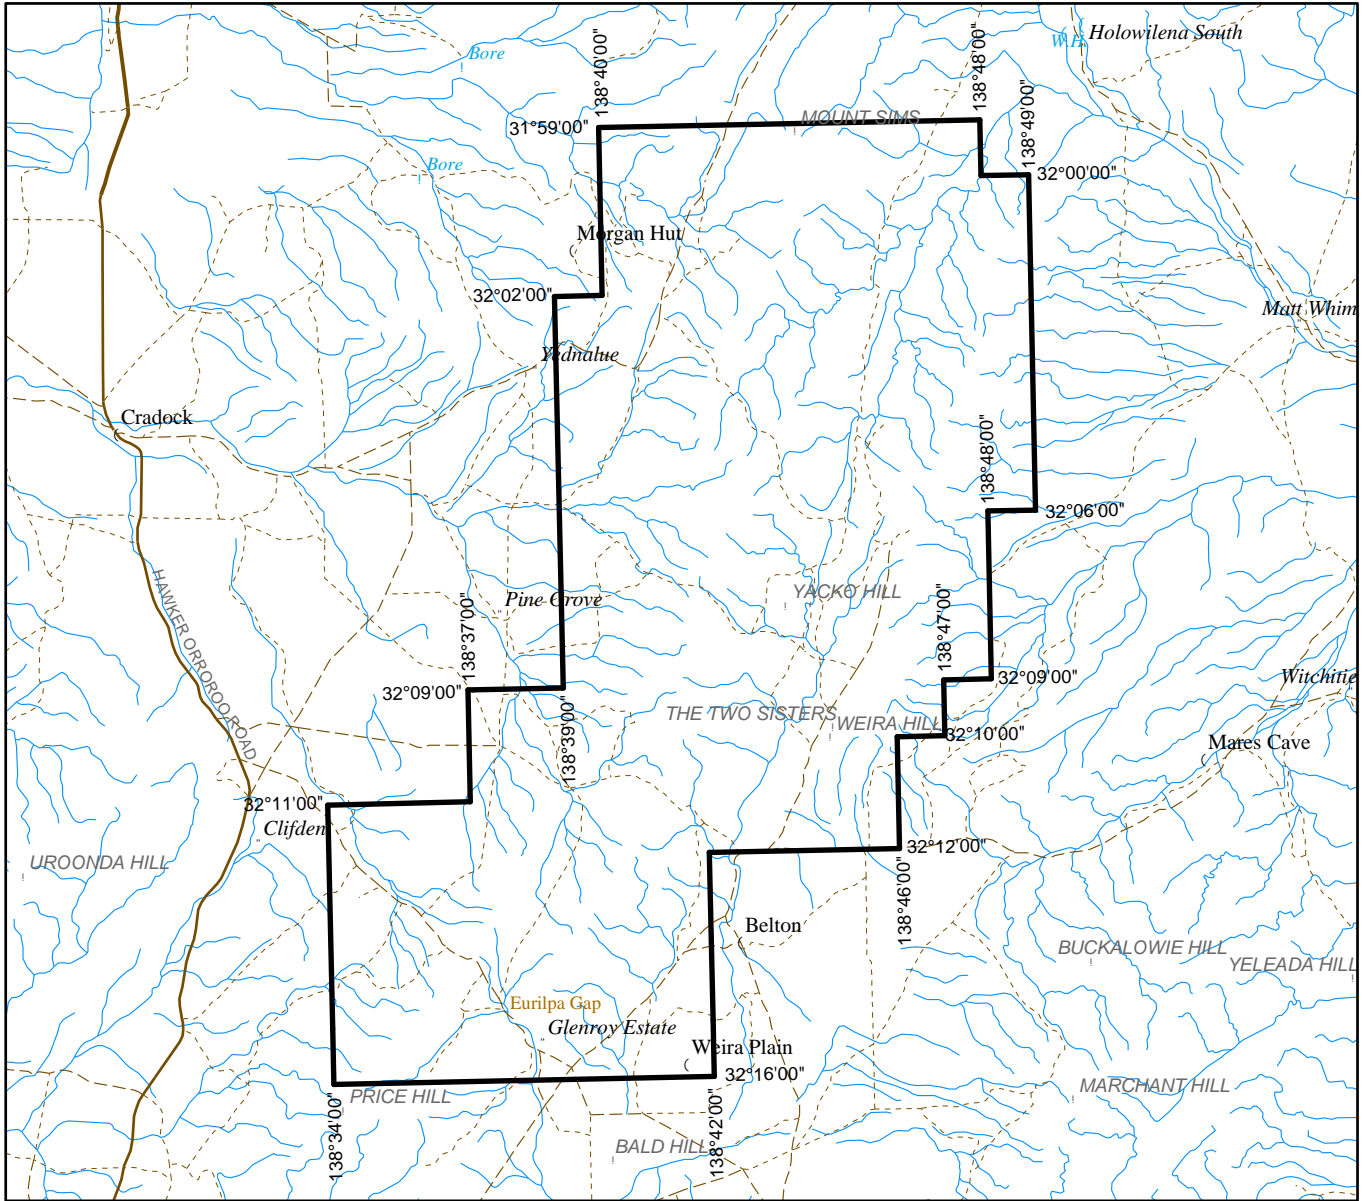 Holowilena South
W.H.
Bore
138°40'00"
138°48'00"
MOUNT SIMS
31°59'00"
138°49'00"
Bore
32°00'00"
Morgan Hut
32°02'00"
Matt Whim
Yednalue
Cradock
138°48'00"
32°06'00"
HAWKER ORROROO ROAD
YACKO HILL
Pine Grove
138°37'00"
138°47'00"
32°09'00"
32°09'00"
Witchitie
138°39'00"
THE TWO SISTERS
WEIRA HILL
32°10'00"
Mares Cave
32°11'00"
Clifden
32°12'00"
UROONDA HILL
138°46'00"
Belton
BUCKALOWIE HILL
YELEADA HILL
Eurilpa Gap
Glenroy Estate
Weira Plain
32°16'00"
MARCHANT HILL
PRICE HILL
138°34'00"
138°42'00"
BALD HILL